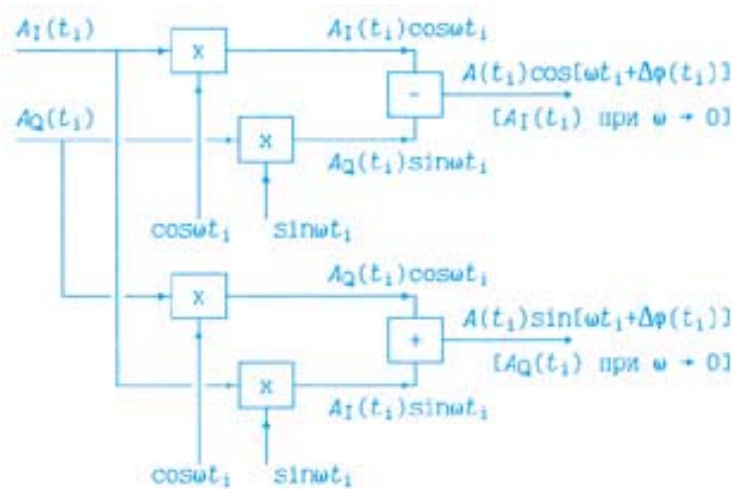 A_I(t_i) A_I(t_i)cosωt_i
X
A(t_i)cos[ωt_i+Δφ(t_i)]
-
A_Q(t_i) [A_I(t_i) при ω → 0]
X
A_Q(t_i)sinωt_i
cosωt_i sinωt_i
A_Q(t_i)cosωt_i
X
A(t_i)sin[ωt_i+Δφ(t_i)]
+
[A_Q(t_i) при ω → 0]
X
A_I(t_i)sinωt_i
cosωt_i sinωt_i